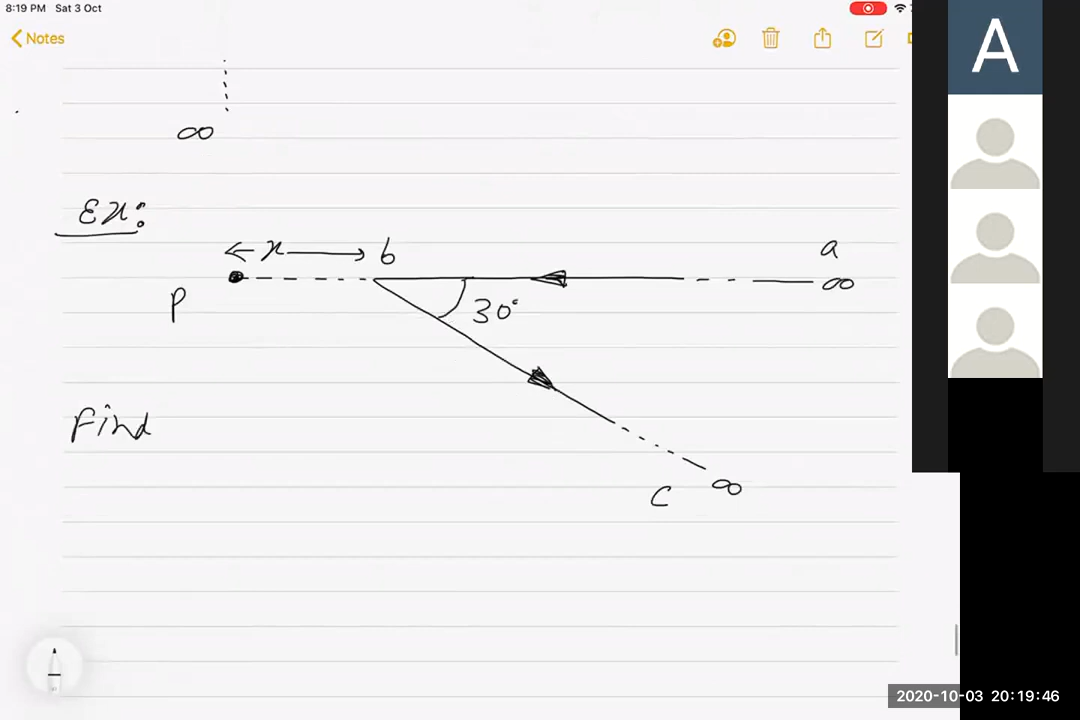 8:19 PM Sat 3 Oct
Notes
A
∞
Ex:
x b a
P ∞
30°
Find
C ∞
2020-10-03 20:19:46